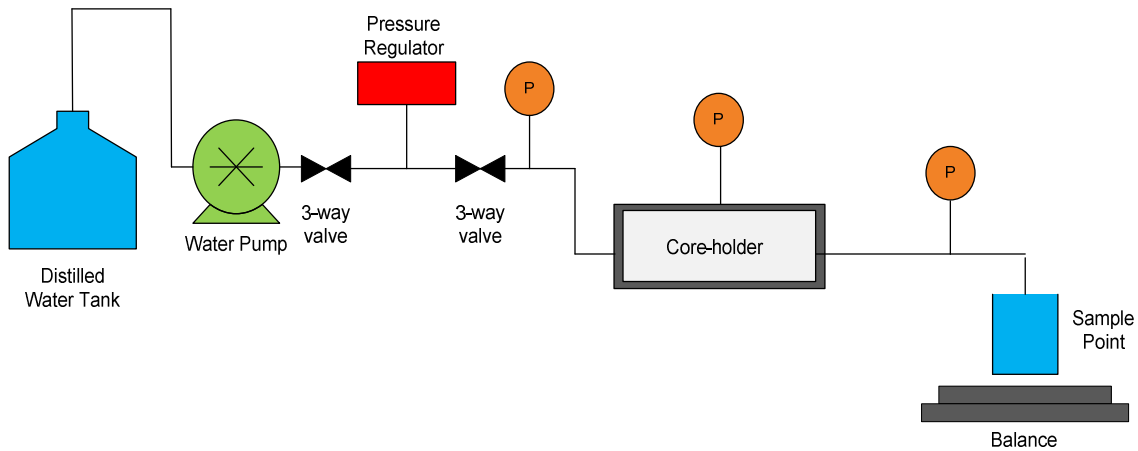 Pressure
Regulator
P
P
P
3-way
valve
3-way
valve
Water Pump
Core-holder
Distilled
Water Tank
Sample
Point
Balance